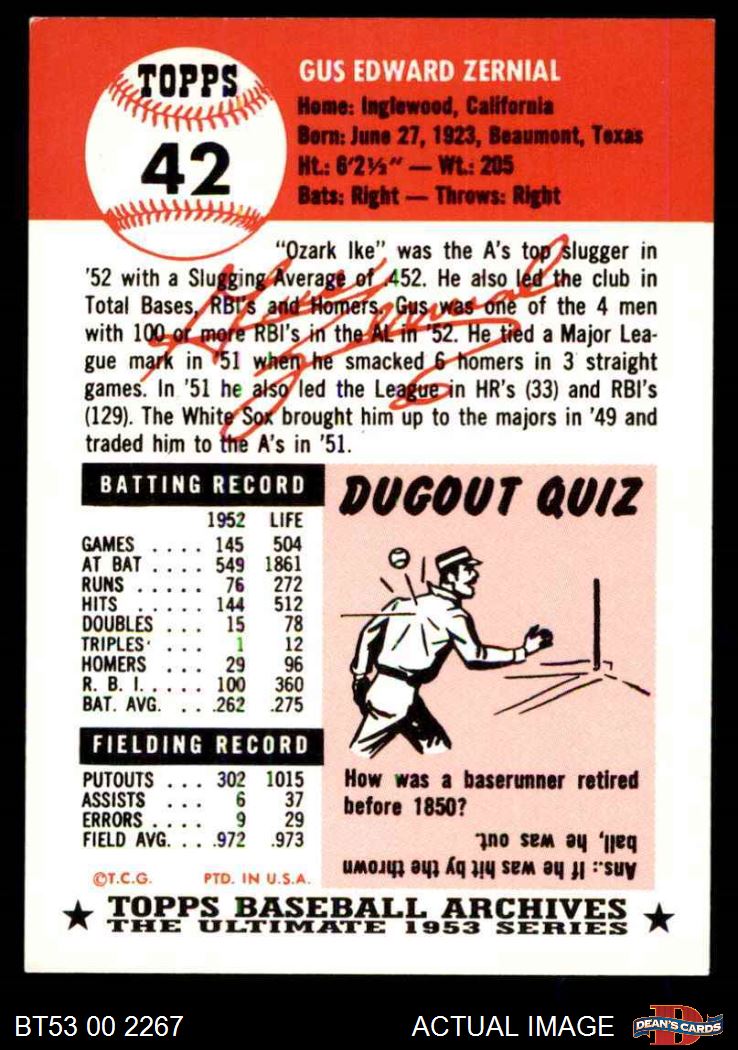 TOPPS
42
GUS EDWARD ZERNIAL
Home: Inglewood, California
Born: June 27, 1923, Beaumont, Texas
Ht.: 6'2½" — Wt.: 205
Bats: Right — Throws: Right
"Ozark Ike" was the A's top slugger in
'52 with a Slugging Average of .452. He also led the club in
Total Bases, RBI's and Homers. Gus was one of the 4 men
with 100 or more RBI's in the AL in '52. He tied a Major Lea-
gue mark in '51 when he smacked 6 homers in 3 straight
games. In '51 he also led the League in HR's (33) and RBI's
(129). The White Sox brought him up to the majors in '49 and
traded him to the A's in '51.
Gus Zernial
BATTING RECORD
1952 LIFE
GAMES .... 145 504
AT BAT .... 549 1861
RUNS ..... 76 272
HITS ..... 144 512
DOUBLES ... 15 78
TRIPLES ... 1 12
HOMERS ... 29 96
R. B. I. .... 100 360
BAT. AVG. ... .262 .275
FIELDING RECORD
PUTOUTS ... 302 1015
ASSISTS ... 6 37
ERRORS .... 9 29
FIELD AVG. ... .972 .973
©T.C.G. PTD. IN U.S.A.
DUGOUT QUIZ
How was a baserunner retired
before 1850?
Ans.: If he was hit by the thrown
ball, he was out.
★ TOPPS BASEBALL ARCHIVES ★
THE ULTIMATE 1953 SERIES
BT53 00 2267 ACTUAL IMAGE
DEAN'S CARDS